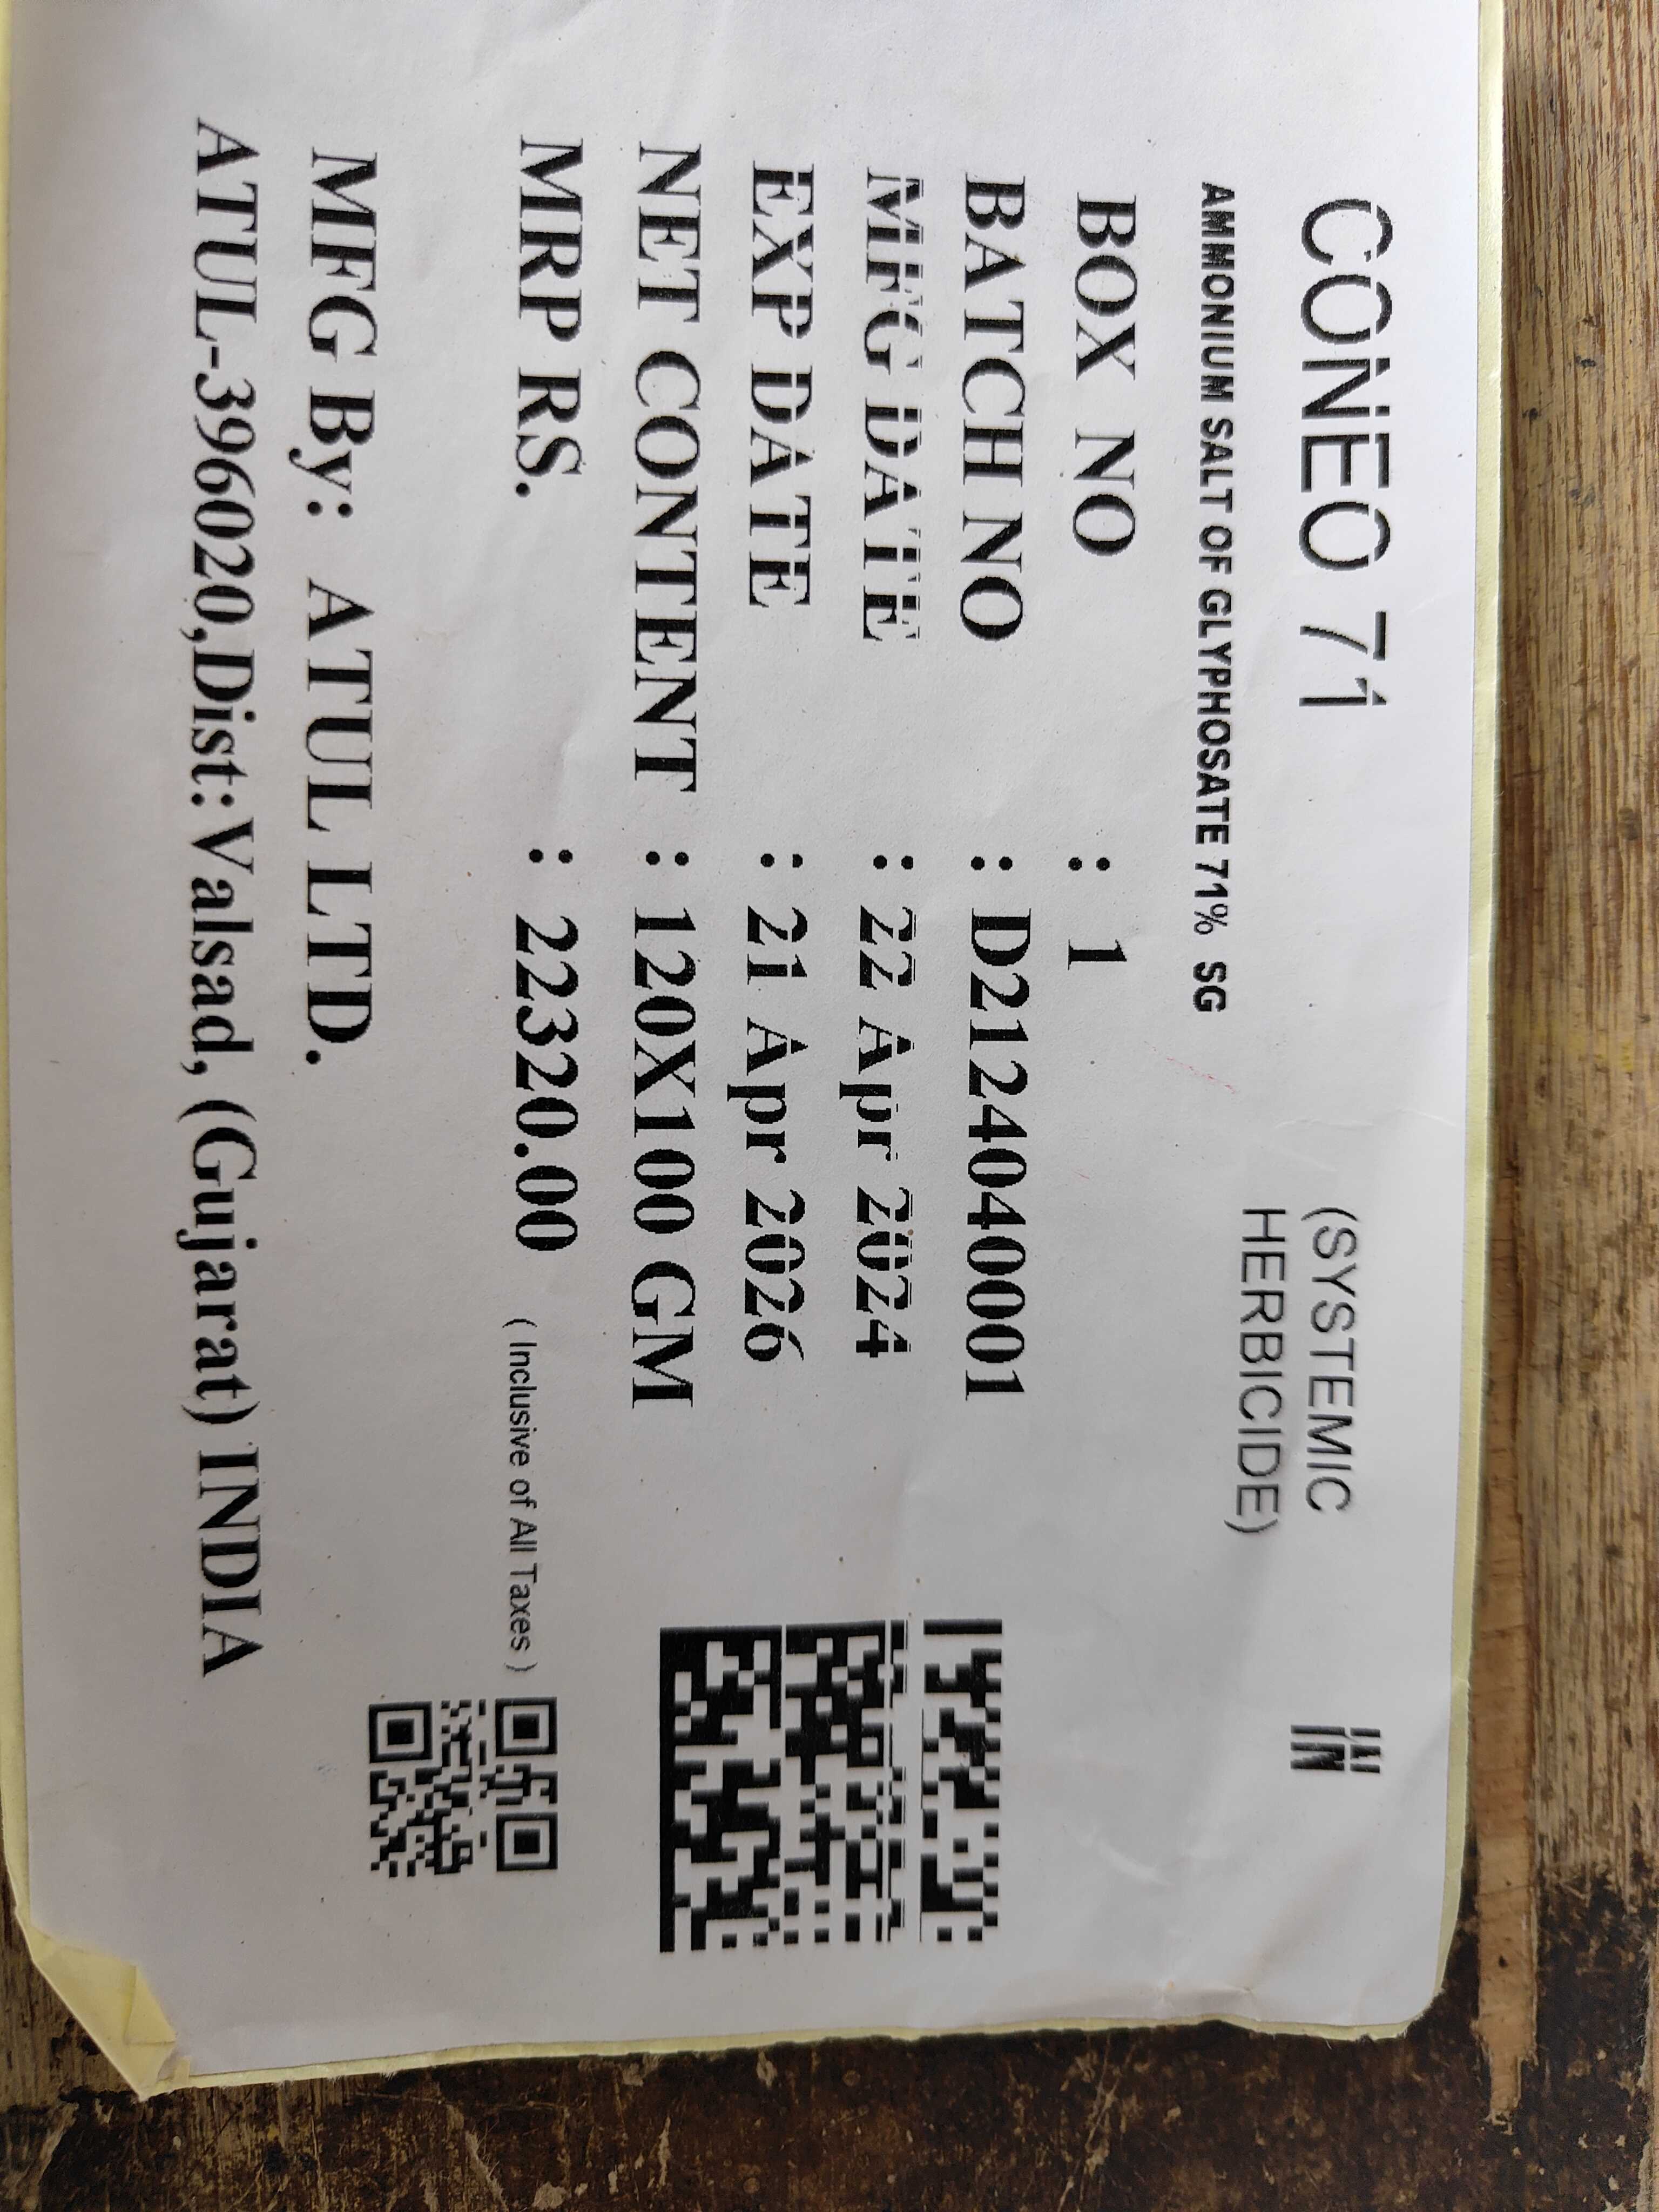 CONEO 71
(SYSTEMIC
HERBICIDE)
IN
AMMONIUM SALT OF GLYPHOSATE 71% SG
BOX NO : 1
BATCH NO : D2124040001
MFG DATE : 22 Apr 2024
EXP DATE : 21 Apr 2026
NET CONTENT : 120X100 GM
MRP RS. : 22320.00 ( Inclusive of All Taxes )
MFG By: ATUL LTD.
ATUL-396020,Dist: Valsad, (Gujarat) INDIA